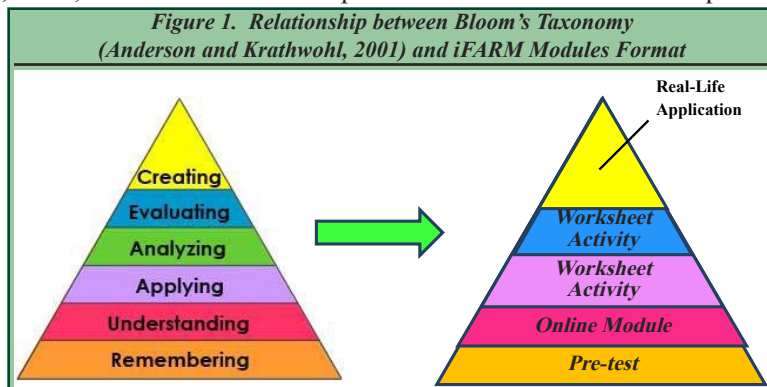 Figure 1. Relationship between Bloom's Taxonomy
(Anderson and Krathwohl, 2001) and iFARM Modules Format
Creating
Evaluating
Analyzing
Applying
Understanding
Remembering
Real-Life
Application
Worksheet
Activity
Worksheet
Activity
Online Module
Pre-test